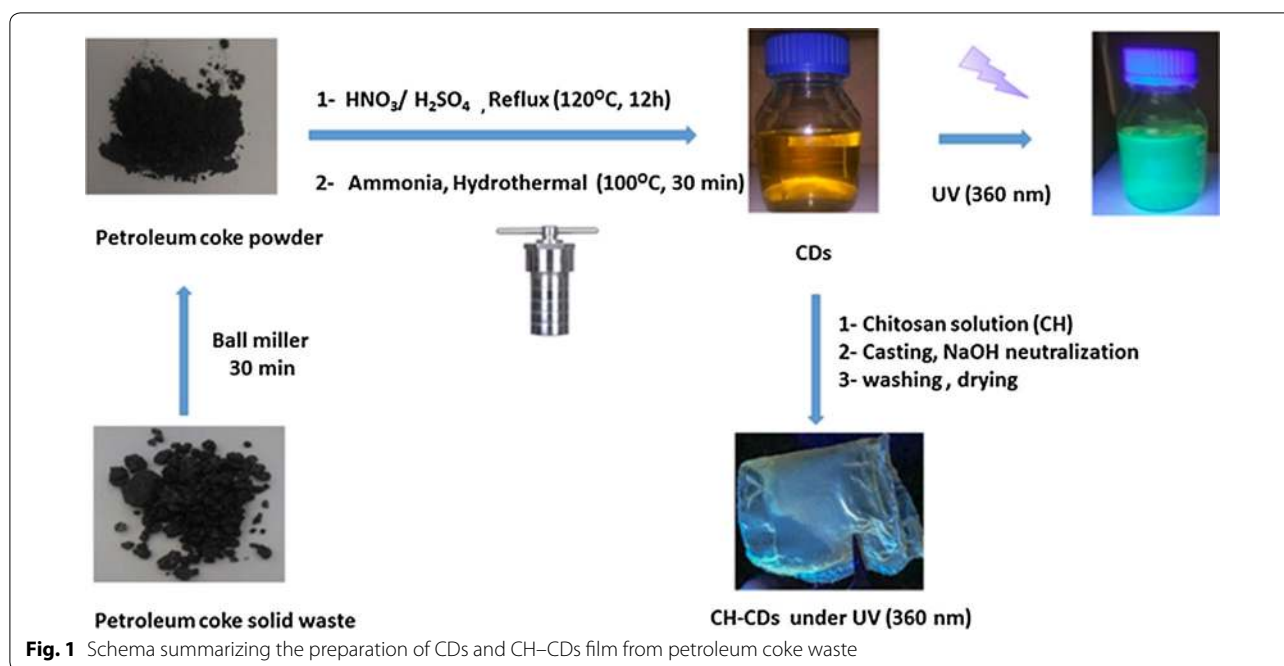 1- HNO₃/ H₂SO₄ ,Reflux (120⁰C, 12h)
2- Ammonia, Hydrothermal (100⁰C, 30 min)
UV (360 nm)
Petroleum coke powder
CDs
Ball miller
30 min
1- Chitosan solution (CH)
2- Casting, NaOH neutralization
3- washing , drying
Petroleum coke solid waste
CH-CDs under UV (360 nm)
Fig. 1 Schema summarizing the preparation of CDs and CH–CDs film from petroleum coke waste